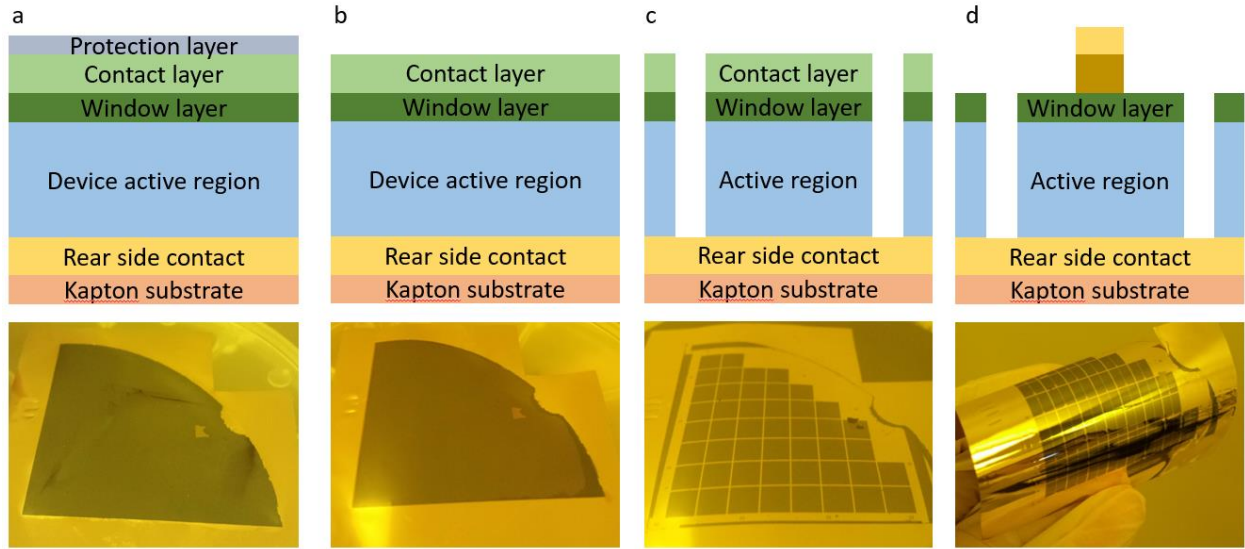 a
b
c
d
Protection layer
Contact layer
Window layer
Device active region
Rear side contact
Kapton substrate
Contact layer
Window layer
Device active region
Rear side contact
Kapton substrate
Contact layer
Window layer
Active region
Rear side contact
Kapton substrate
Window layer
Active region
Rear side contact
Kapton substrate